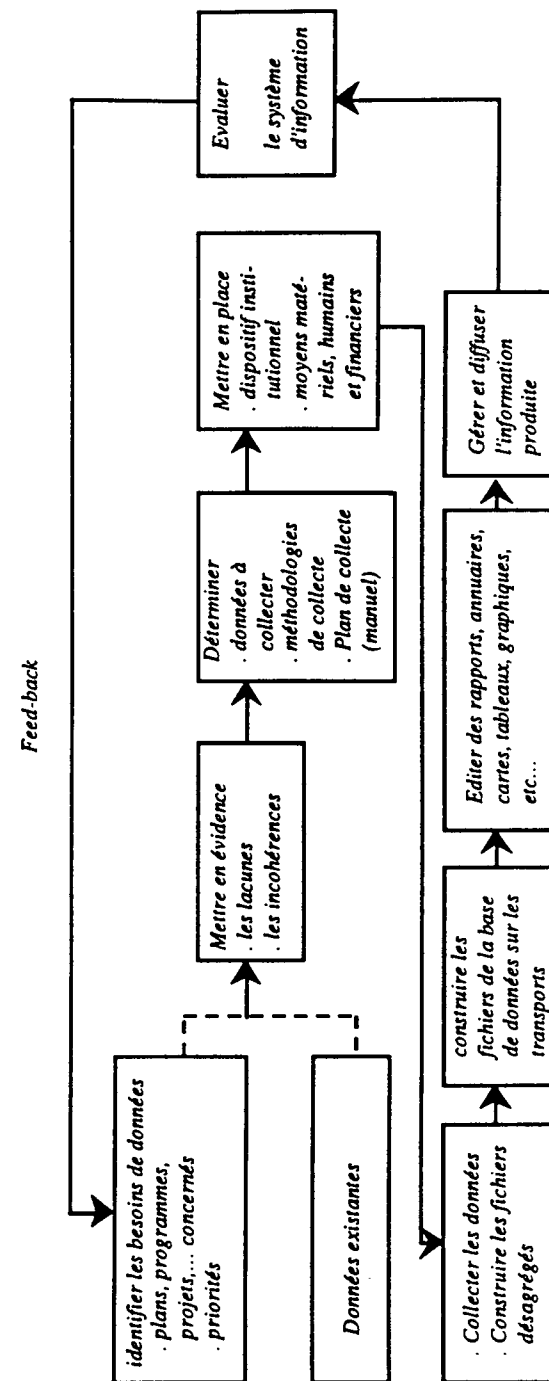 Feed-back
identifier les besoins de données
. plans, programmes,
projets,... concernés
. priorités
Données existantes
Mettre en évidence
. les lacunes
. les incohérences
Déterminer
. données à
collecter
. méthodologies
de collecte
. Plan de collecte
(manuel)
Mettre en place
. dispositif insti-
tutionnel
. moyens maté-
riels, humains
et financiers
. Collecter les données
. Construire les fichiers
désagrégés
construire les
fichiers de la base
de données sur les
transports
Editer des rapports, annuaires,
cartes, tableaux, graphiques,
etc...
Gérer et diffuser
l'information
produite
Evaluer
le système
d'information